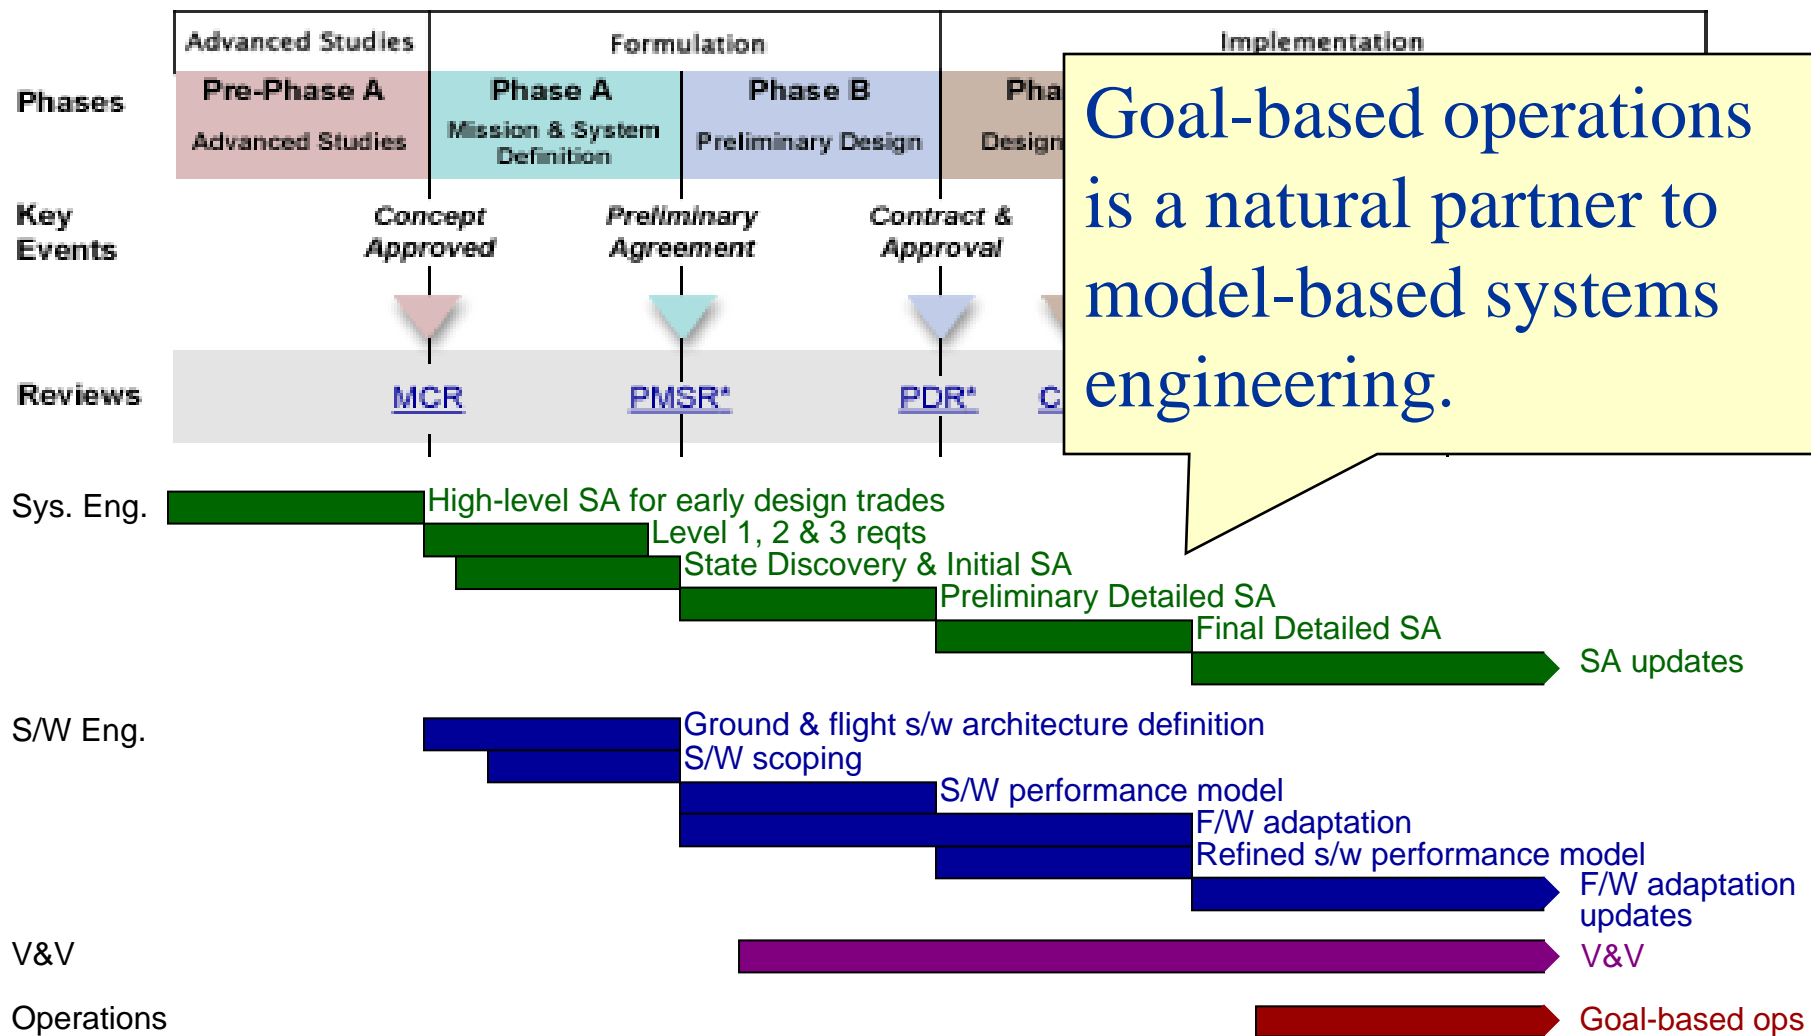 Advanced Studies
Formulation
Implementation
Phases
Pre-Phase A
Phase A
Phase B
Advanced Studies
Mission & System
Definition
Preliminary Design
Design
Goal-based operations
is a natural partner to
model-based systems
engineering.
Key
Events
Concept
Approved
Preliminary
Agreement
Contract &
Approval
Reviews
MCR
PMSR*
PDR*
Sys. Eng.
High-level SA for early design trades
Level 1, 2 & 3 reqts
State Discovery & Initial SA
Preliminary Detailed SA
Final Detailed SA
SA updates
S/W Eng.
Ground & flight s/w architecture definition
S/W scoping
S/W performance model
F/W adaptation
Refined s/w performance model
F/W adaptation
updates
V&V
V&V
Operations
Goal-based ops